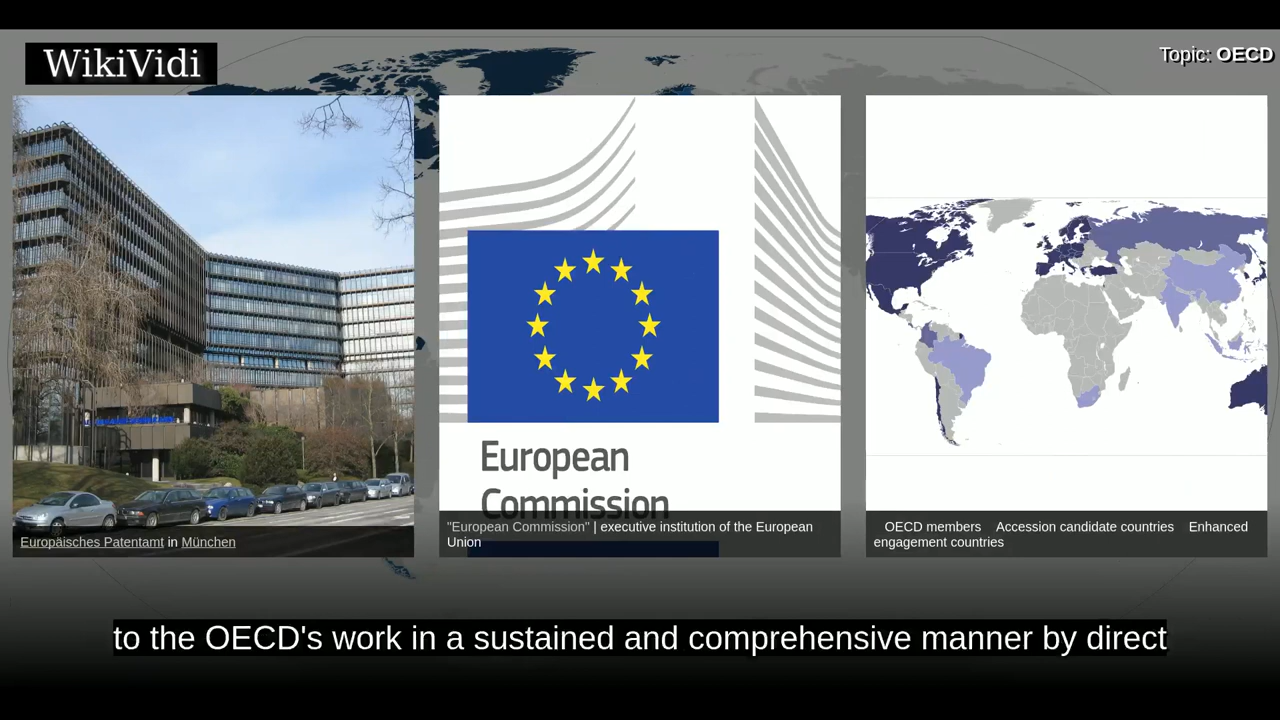 WikiVidi
Topic: OECD
Europäisches Patentamt in München
European
Commission
"European Commission" | executive institution of the European
Union
OECD members Accession candidate countries Enhanced
engagement countries
to the OECD's work in a sustained and comprehensive manner by direct